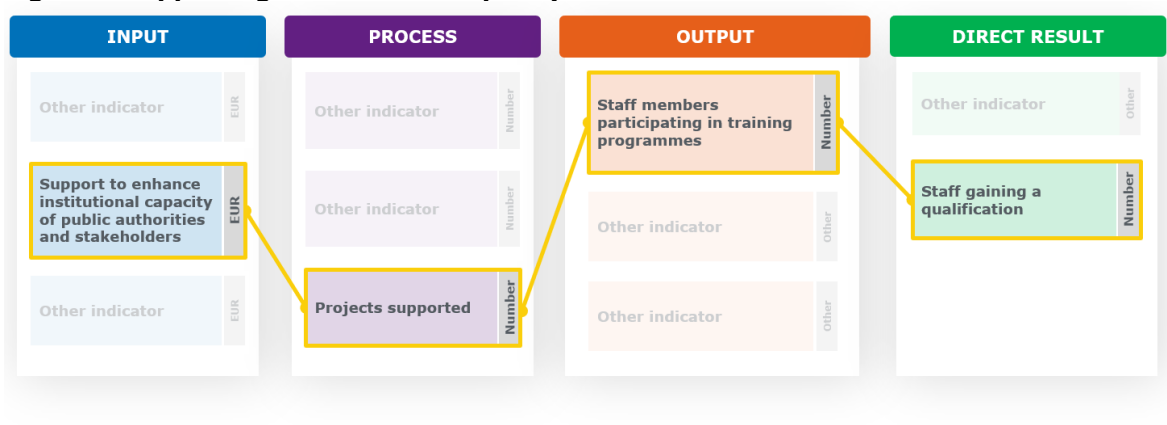 INPUT
Other indicator
EUR
Support to enhance
institutional capacity
of public authorities
and stakeholders
EUR
Other indicator
EUR
PROCESS
Other indicator
Number
Other indicator
Number
Projects supported
Number
OUTPUT
Staff members
participating in training
programmes
Number
Other indicator
Other
Other indicator
Other
DIRECT RESULT
Other indicator
Other
Staff gaining a
qualification
Number